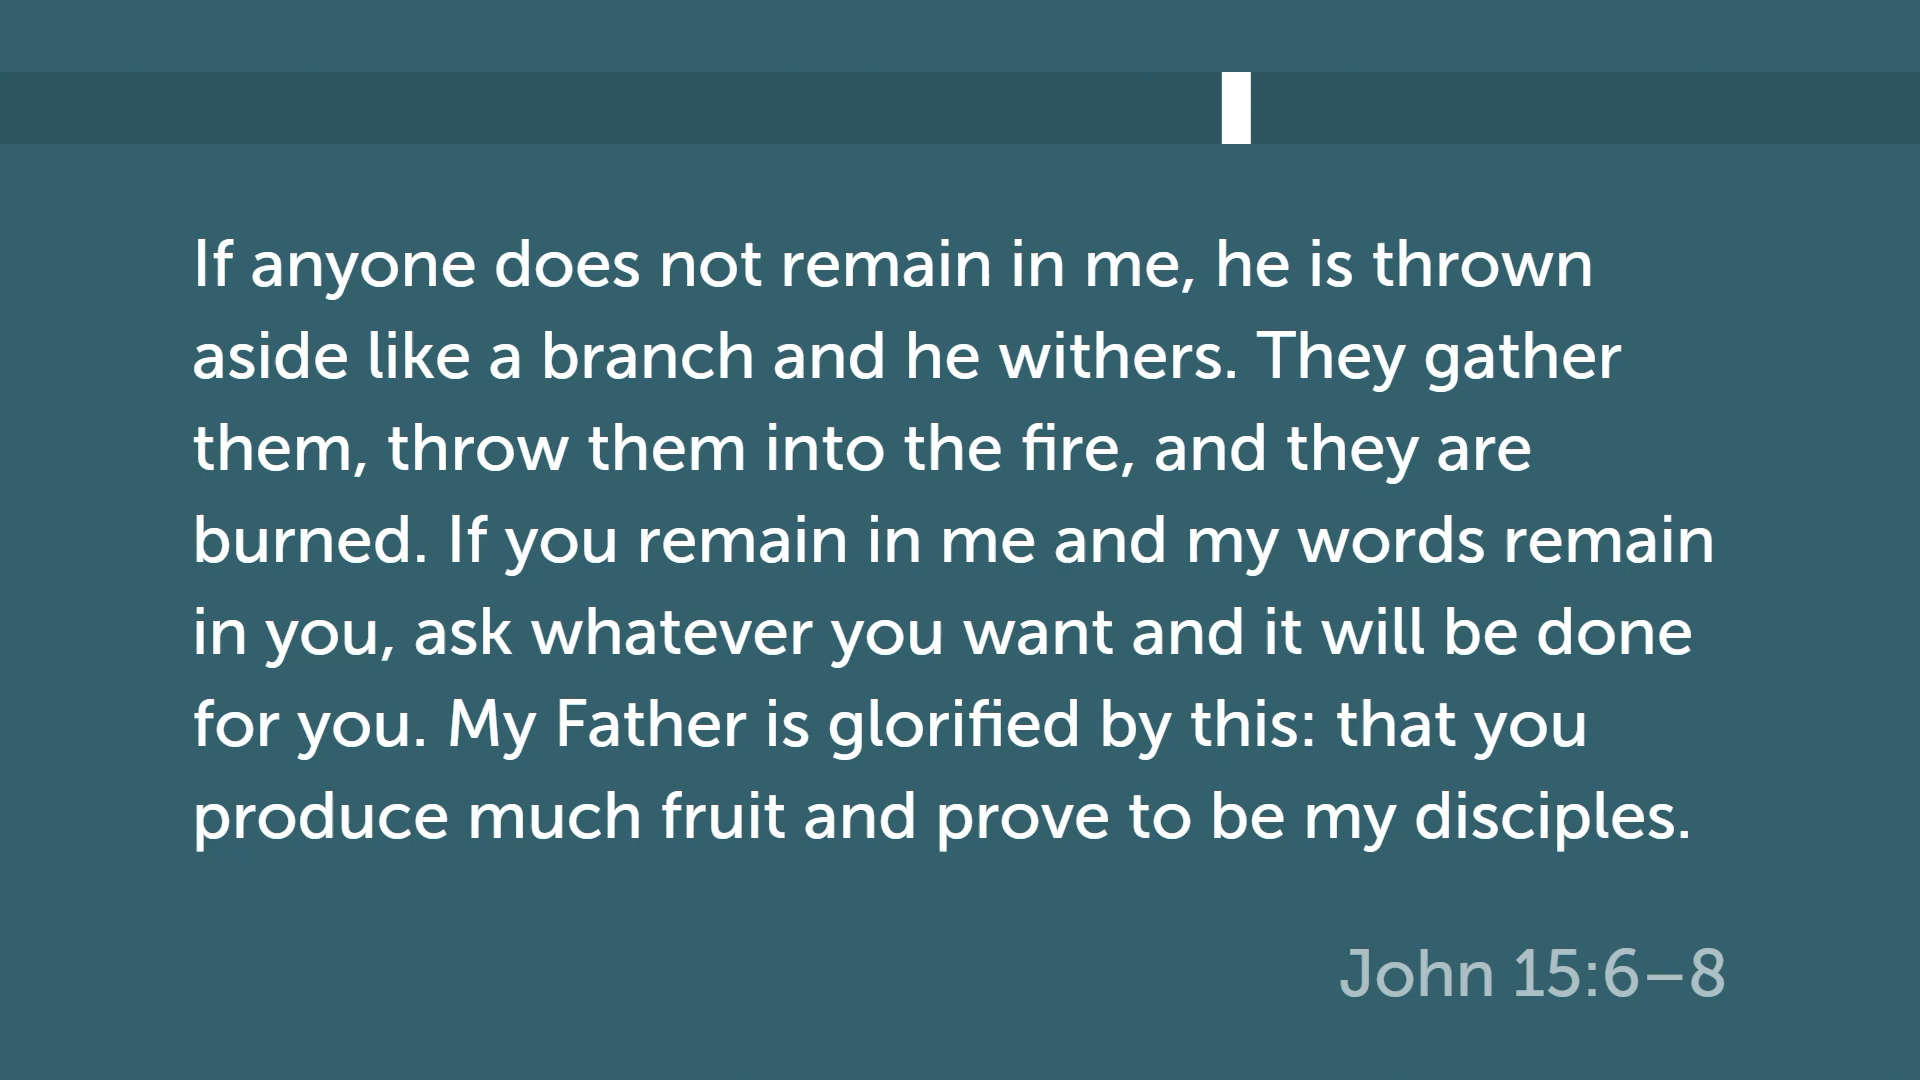 If anyone does not remain in me, he is thrown
aside like a branch and he withers. They gather
them, throw them into the fire, and they are
burned. If you remain in me and my words remain
in you, ask whatever you want and it will be done
for you. My Father is glorified by this: that you
produce much fruit and prove to be my disciples.
John 15:6–8